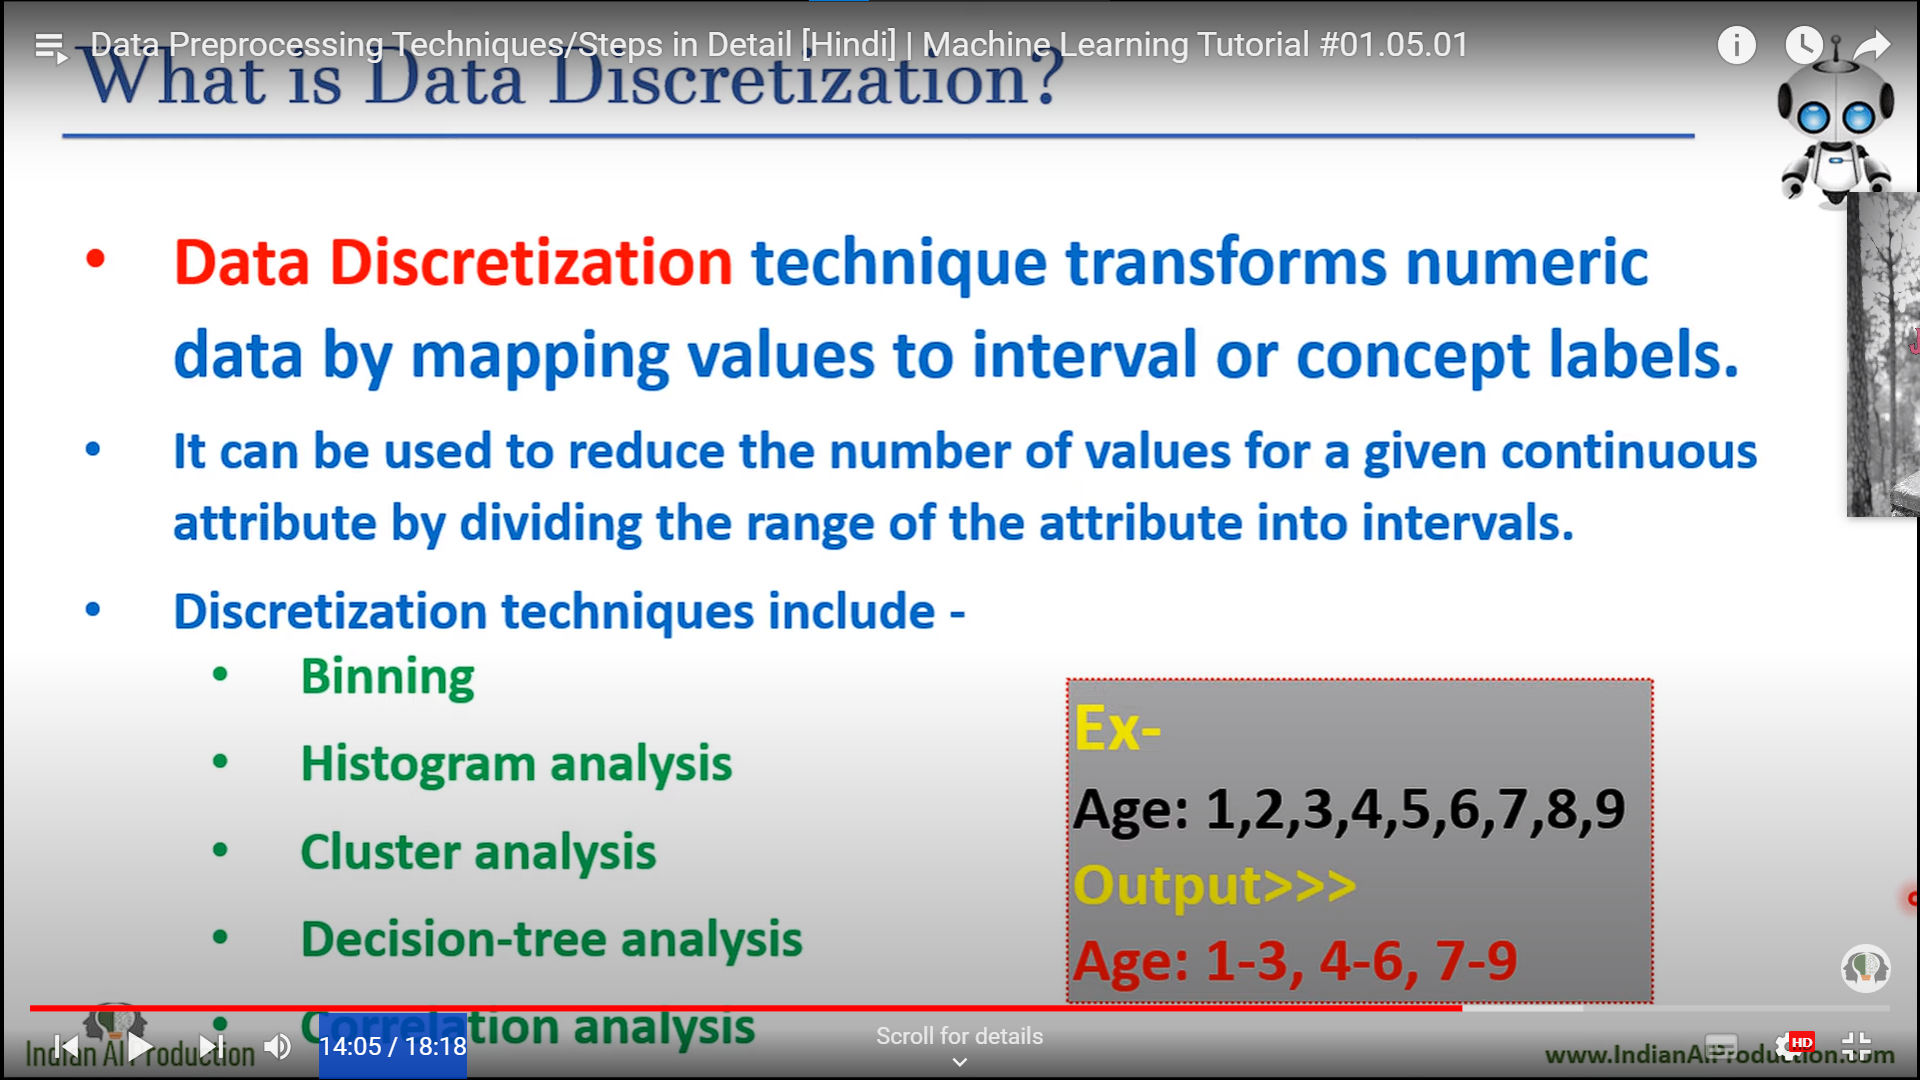 Data Preprocessing Techniques/Steps in Detail [Hindi] | Machine Learning Tutorial #01.05.01
What is Data Discretization?
• Data Discretization technique transforms numeric
data by mapping values to interval or concept labels.
• It can be used to reduce the number of values for a given continuous
attribute by dividing the range of the attribute into intervals.
• Discretization techniques include -
• Binning
• Histogram analysis
• Cluster analysis
• Decision-tree analysis
• Correlation analysis
Ex-
Age: 1,2,3,4,5,6,7,8,9
Output>>>
Age: 1-3, 4-6, 7-9
Indian AI Production
14:05 / 18:18
Scroll for details
HD
www.IndianAIProduction.com